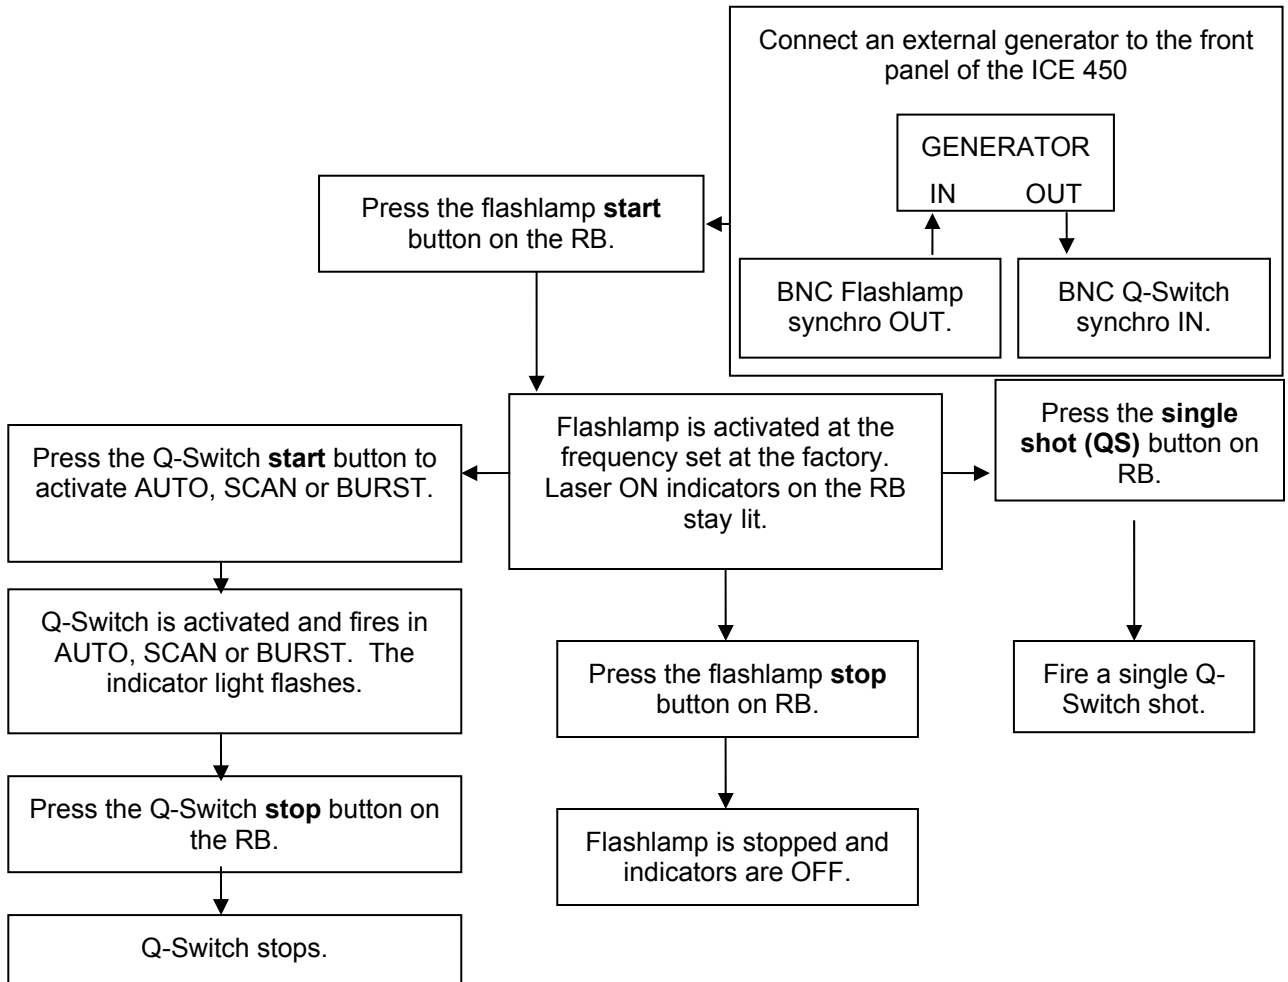 Connect an external generator to the front
panel of the ICE 450
GENERATOR
IN OUT
BNC Flashlamp
synchro OUT.
BNC Q-Switch
synchro IN.
Press the flashlamp start
button on the RB.
Flashlamp is activated at the
frequency set at the factory.
Laser ON indicators on the RB
stay lit.
Press the Q-Switch start button to
activate AUTO, SCAN or BURST.
Q-Switch is activated and fires in
AUTO, SCAN or BURST. The
indicator light flashes.
Press the Q-Switch stop button on
the RB.
Q-Switch stops.
Press the flashlamp stop
button on RB.
Flashlamp is stopped and
indicators are OFF.
Press the single
shot (QS) button on
RB.
Fire a single Q-
Switch shot.